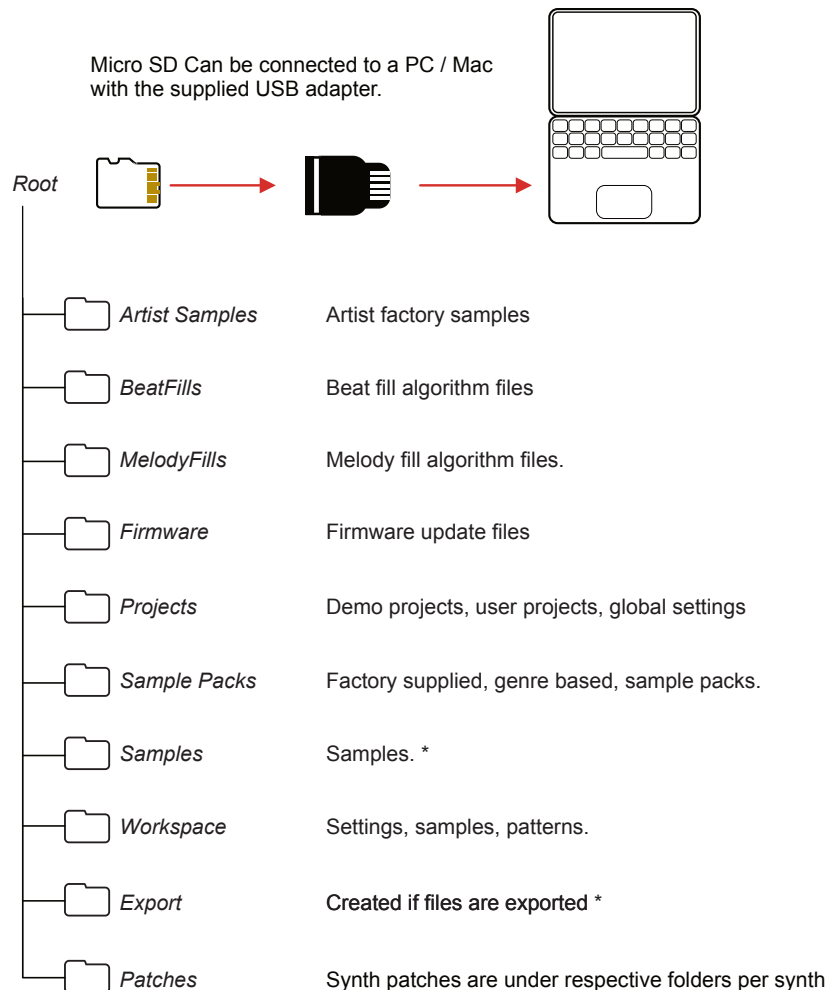 Micro SD Can be connected to a PC / Mac
with the supplied USB adapter.
Root
Artist Samples Artist factory samples
BeatFills Beat fill algorithm files
MelodyFills Melody fill algorithm files.
Firmware Firmware update files
Projects Demo projects, user projects, global settings
Sample Packs Factory supplied, genre based, sample packs.
Samples Samples. *
Workspace Settings, samples, patterns.
Export Created if files are exported *
Patches Synth patches are under respective folders per synth